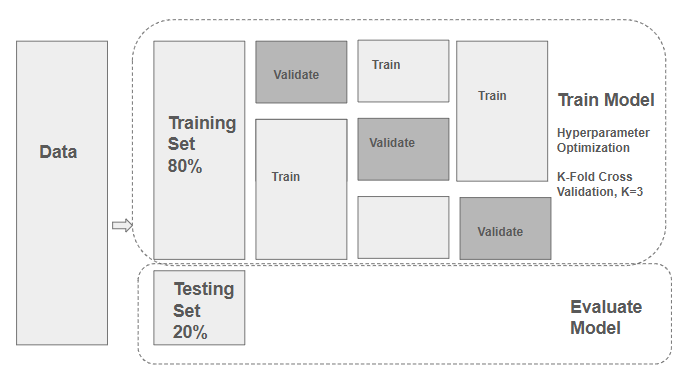 Data
Training
Set
80%
Validate
Train
Train
Validate
Train
Validate
Train Model
Hyperparameter
Optimization
K-Fold Cross
Validation, K=3
Testing
Set
20%
Evaluate
Model